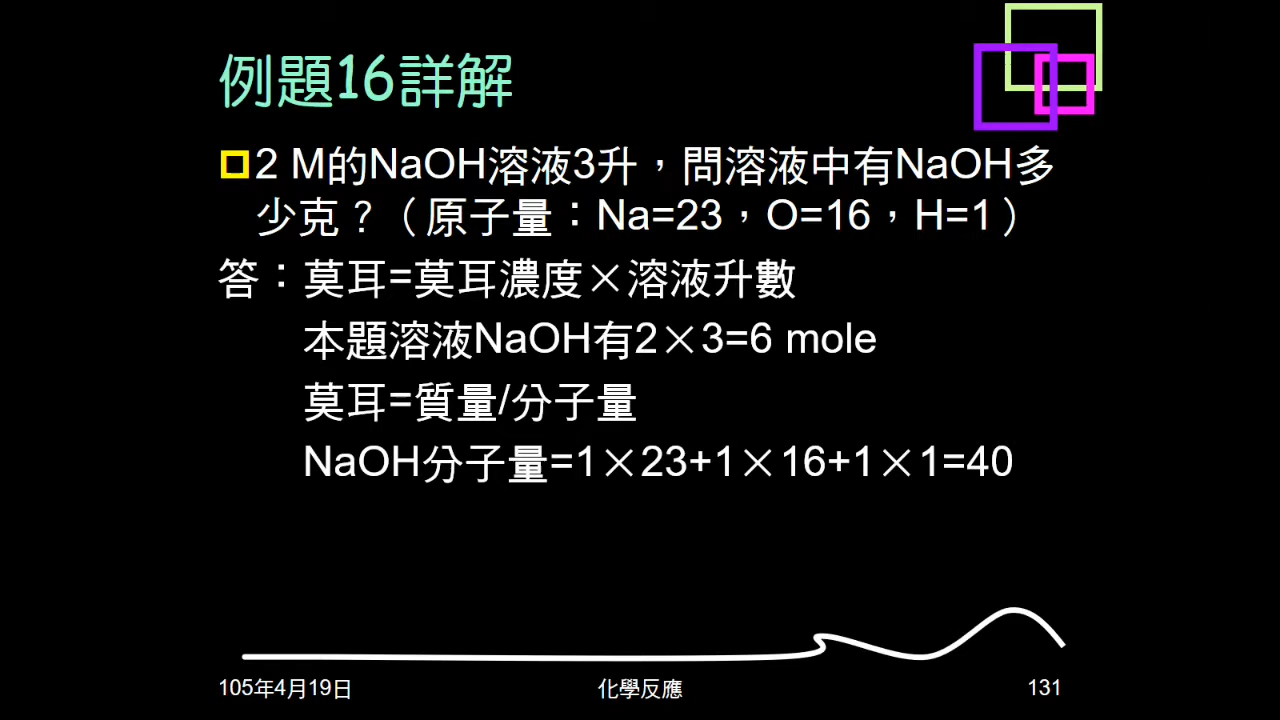 例題16詳解
2 M的NaOH溶液3升，問溶液中有NaOH多
少克？（原子量：Na=23，O=16，H=1）
答：莫耳=莫耳濃度×溶液升數
本題溶液NaOH有2×3=6 mole
莫耳=質量/分子量
NaOH分子量=1×23+1×16+1×1=40
105年4月19日
化學反應
131